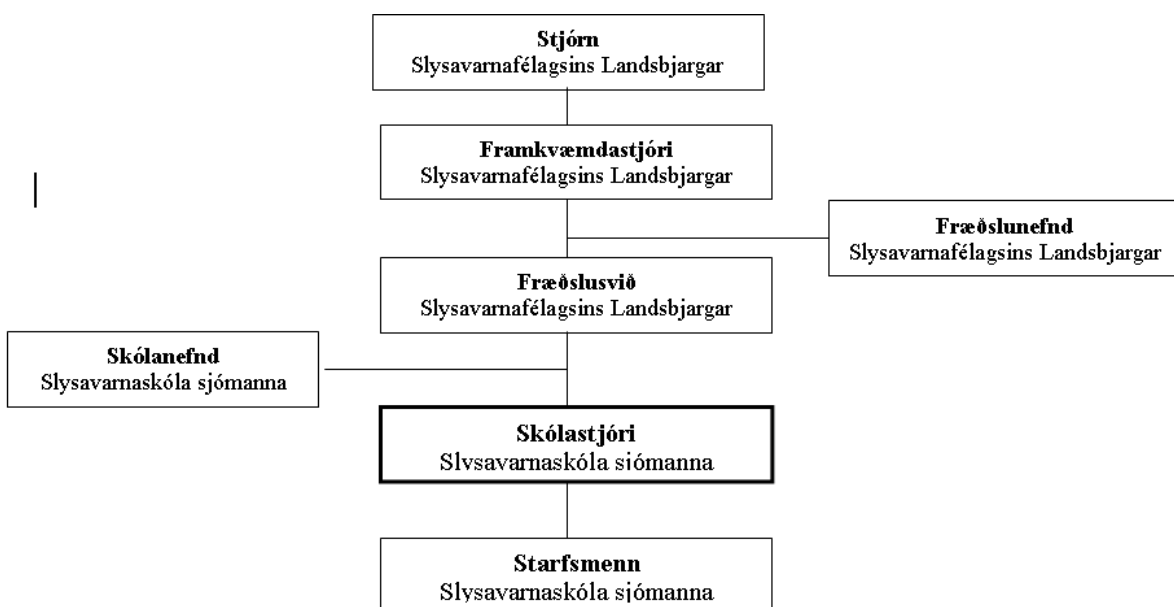 Stjórn
Slysavarnafélagsins Landsbjargar
Framkvæmdastjóri
Slysavarnafélagsins Landsbjargar
Fræðslunefnd
Slysavarnafélagsins Landsbjargar
Fræðslusvið
Slysavarnafélagsins Landsbjargar
Skólanefnd
Slysavarnaskóla sjómanna
Skólastjóri
Slysavarnaskóla sjómanna
Starfsmenn
Slysavarnaskóla sjómanna